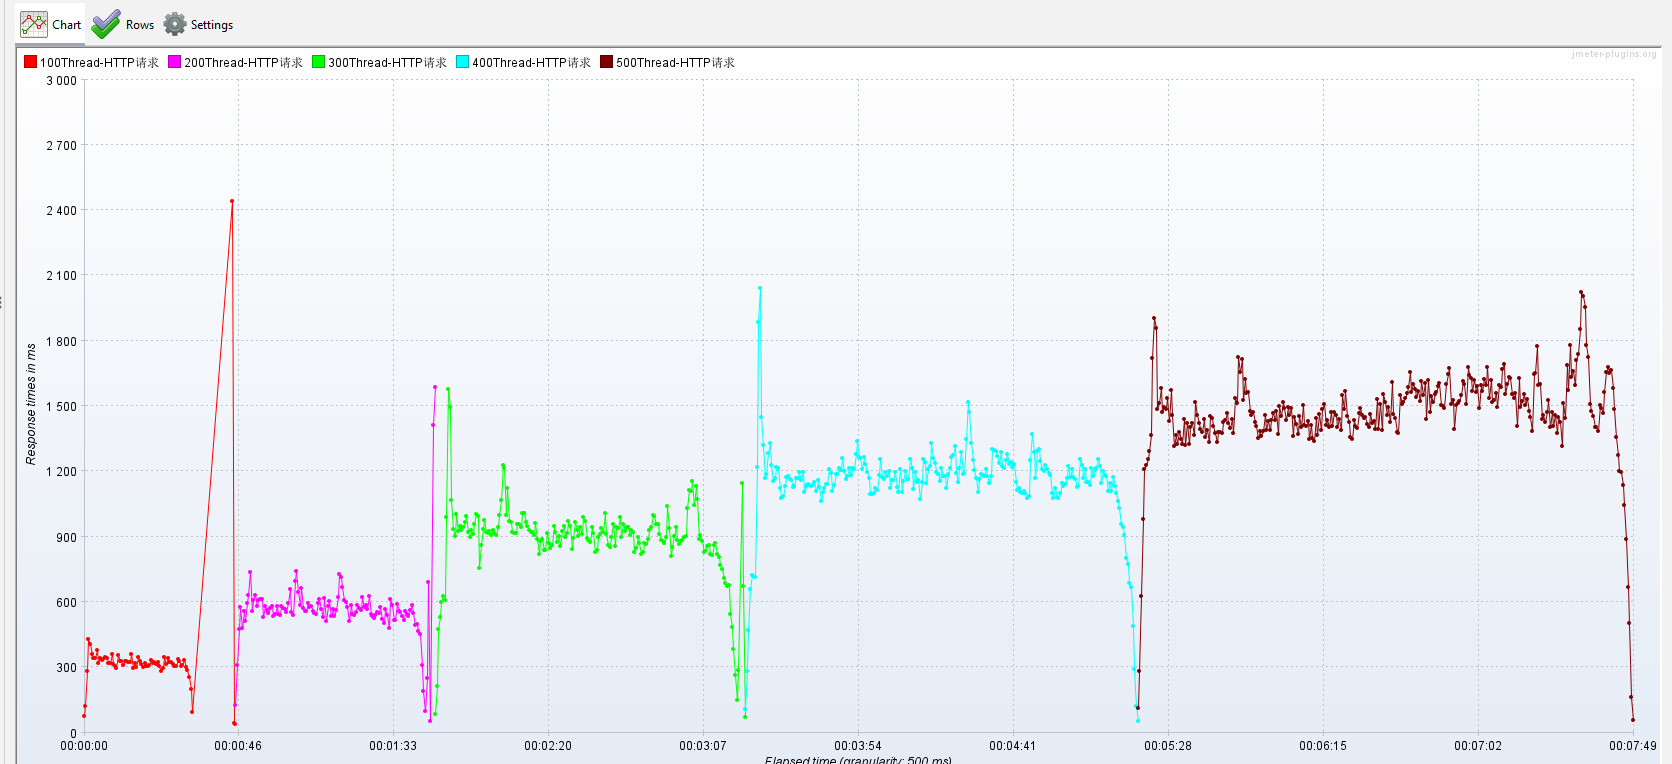 Chart Rows Settings
100Thread-HTTP请求 200Thread-HTTP请求 300Thread-HTTP请求 400Thread-HTTP请求 500Thread-HTTP请求
jmeter-plugins.org
3 000
2 700
2 400
2 100
1 800
1 500
1 200
900
600
300
0
Response times in ms
00:00:00 00:00:46 00:01:33 00:02:20 00:03:07 00:03:54 00:04:41 00:05:28 00:06:15 00:07:02 00:07:49
Elapsed time (granularity: 500 ms)